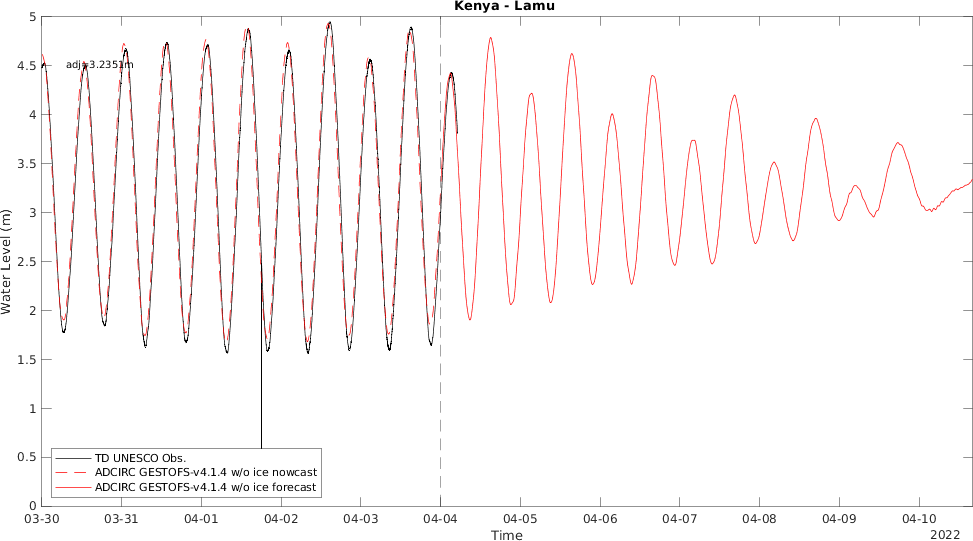 Kenya - Lamu
5
4.5
4
3.5
3
2.5
2
1.5
1
0.5
0
Water Level (m)
adj=3.2351m
TD UNESCO Obs.
ADCIRC GESTOFS-v4.1.4 w/o ice nowcast
ADCIRC GESTOFS-v4.1.4 w/o ice forecast
03-30 03-31 04-01 04-02 04-03 04-04 04-05 04-06 04-07 04-08 04-09 04-10
Time
2022